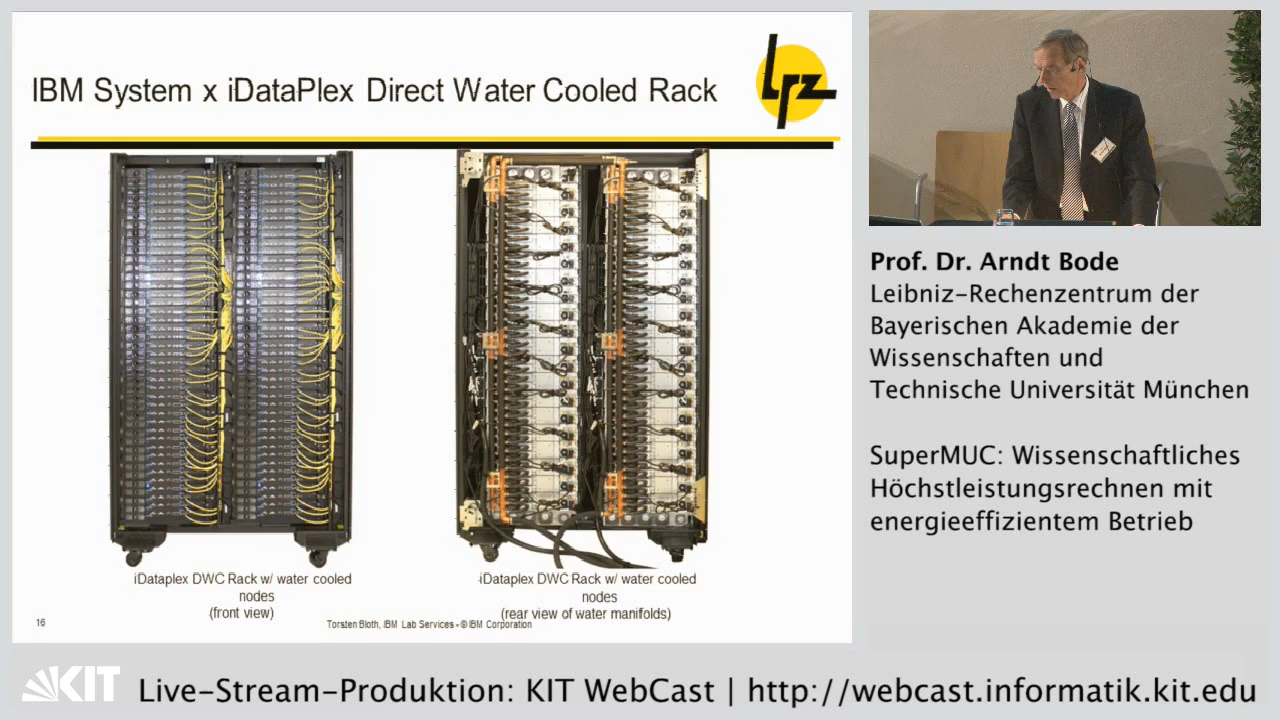 IBM System x iDataPlex Direct Water Cooled Rack
lrz
iDataplex DWC Rack w/ water cooled
nodes
(front view)
iDataplex DWC Rack w/ water cooled
nodes
(rear view of water manifolds)
16
Torsten Bloth, IBM Lab Services - © IBM Corporation
Prof. Dr. Arndt Bode
Leibniz-Rechenzentrum der
Bayerischen Akademie der
Wissenschaften und
Technische Universität München
SuperMUC: Wissenschaftliches
Höchstleistungsrechnen mit
energieeffizientem Betrieb
KIT
Live-Stream-Produktion: KIT WebCast | http://webcast.informatik.kit.edu